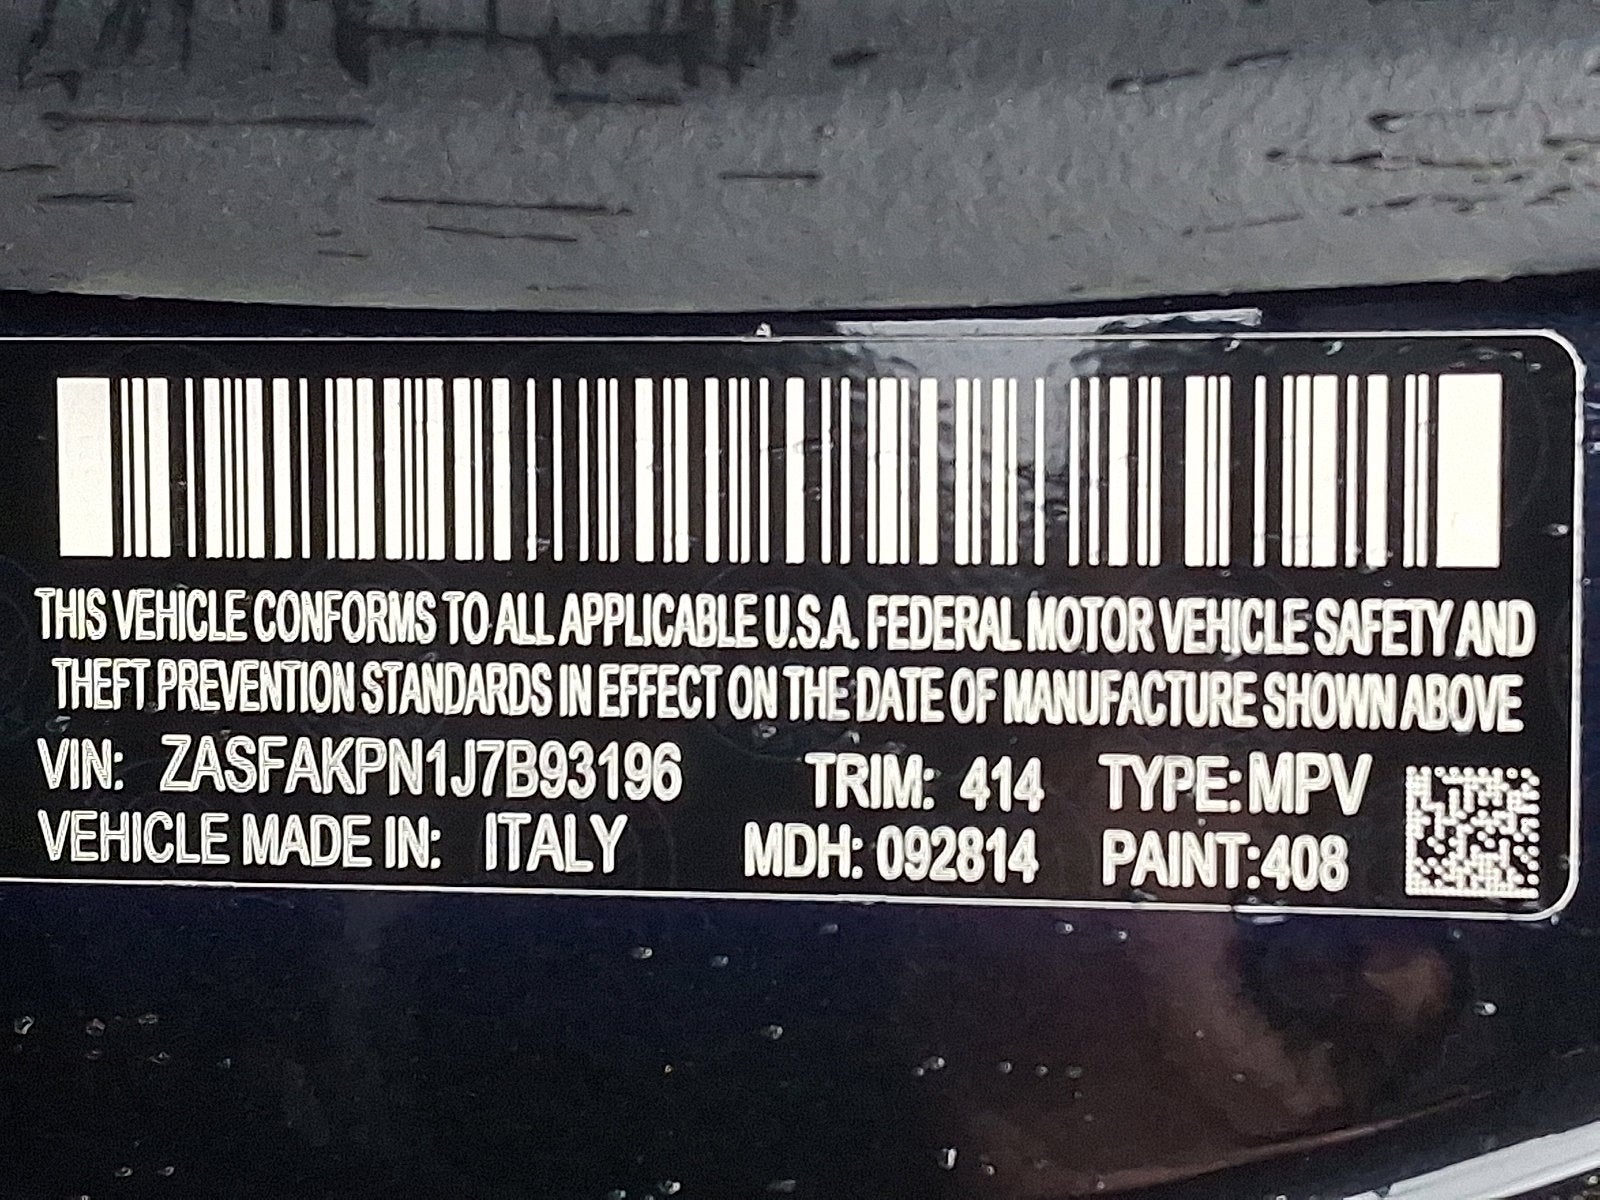 THIS VEHICLE CONFORMS TO ALL APPLICABLE U.S.A. FEDERAL MOTOR VEHICLE SAFETY AND
THEFT PREVENTION STANDARDS IN EFFECT ON THE DATE OF MANUFACTURE SHOWN ABOVE
VIN: ZASFAKPN1J7B93196 TRIM: 414 TYPE: MPV
VEHICLE MADE IN: ITALY MDH: 092814 PAINT: 408